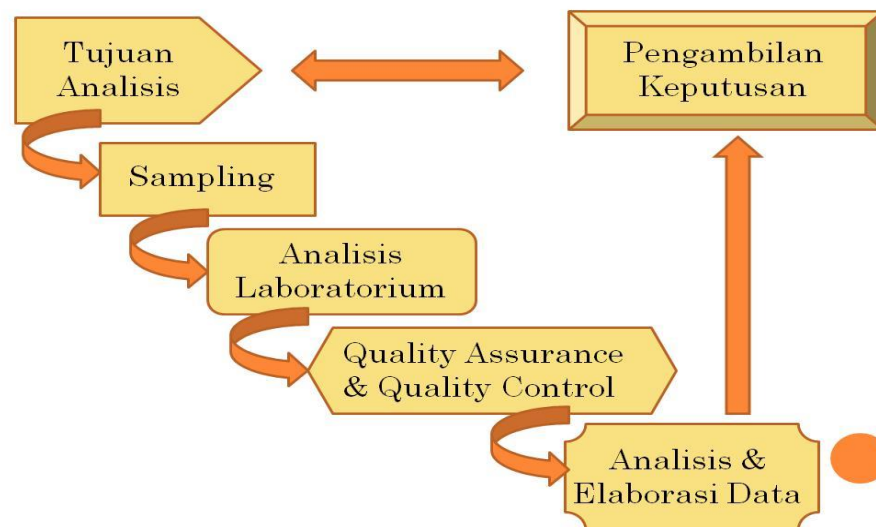 Tujuan
Analisis
Pengambilan
Keputusan
Sampling
Analisis
Laboratorium
Quality Assurance
& Quality Control
Analisis &
Elaborasi Data